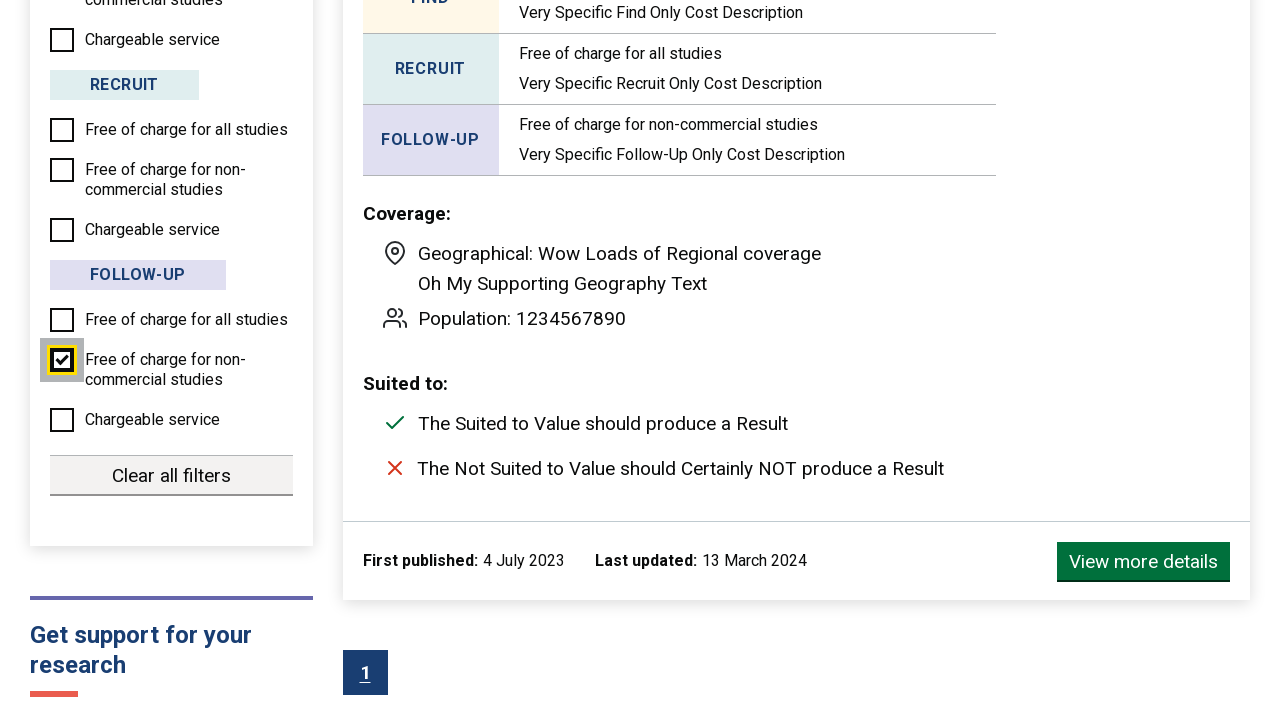 Chargeable service
RECRUIT
Free of charge for all studies
Free of charge for non-
commercial studies
Chargeable service
FOLLOW-UP
Free of charge for all studies
Free of charge for non-
commercial studies
Chargeable service
Clear all filters
Get support for your
research
Very Specific Find Only Cost Description
RECRUIT
Free of charge for all studies
Very Specific Recruit Only Cost Description
FOLLOW-UP
Free of charge for non-commercial studies
Very Specific Follow-Up Only Cost Description
Coverage:
Geographical: Wow Loads of Regional coverage
Oh My Supporting Geography Text
Population: 1234567890
Suited to:
The Suited to Value should produce a Result
The Not Suited to Value should Certainly NOT produce a Result
First published: 4 July 2023 Last updated: 13 March 2024
View more details
1